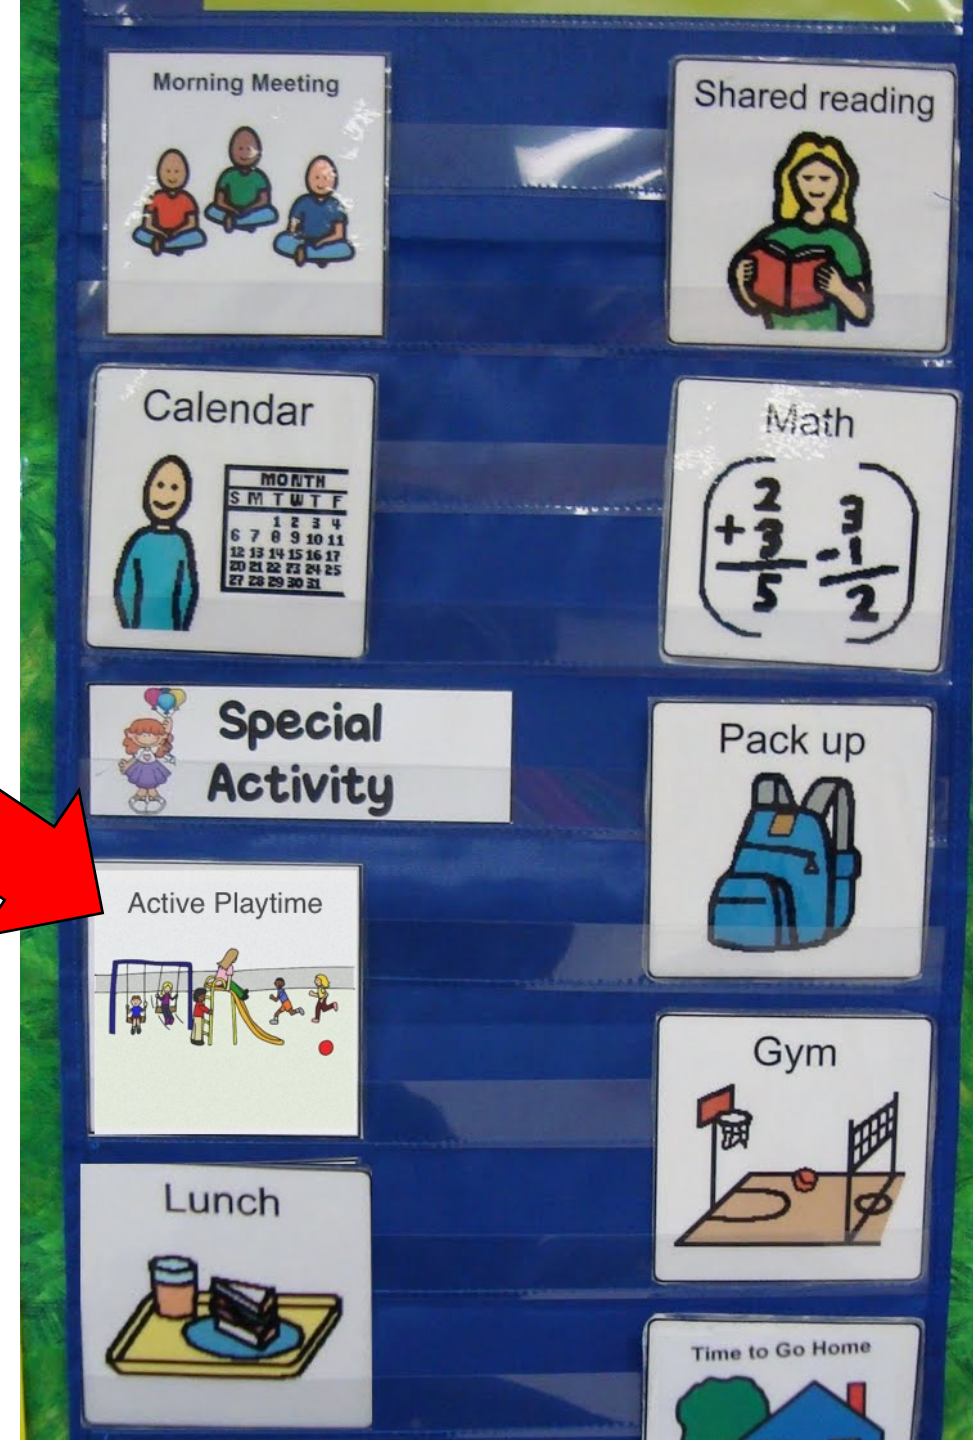 Morning Meeting
Calendar
MONTH
S M T W T F
1 2 3 4
6 7 8 9 10 11
12 13 14 15 16 17
20 21 22 23 24 25
27 28 29 30 31
Special
Activity
Active Playtime
Lunch
Shared reading
Math
2
+ 3
5
3
- 1
2
Pack up
Gym
Time to Go Home